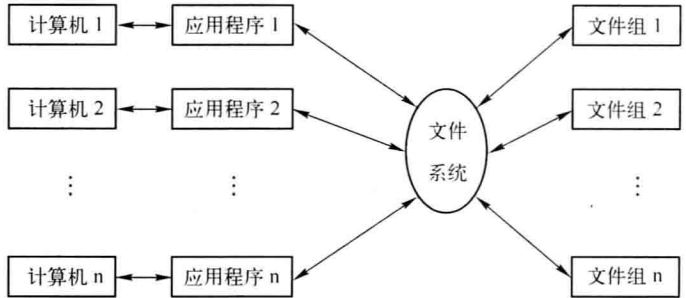 计算机 1 应用程序 1 文件组 1
计算机 2 应用程序 2 文件组 2
文件
系统
⋮ ⋮ ⋮
计算机 n 应用程序 n 文件组 n